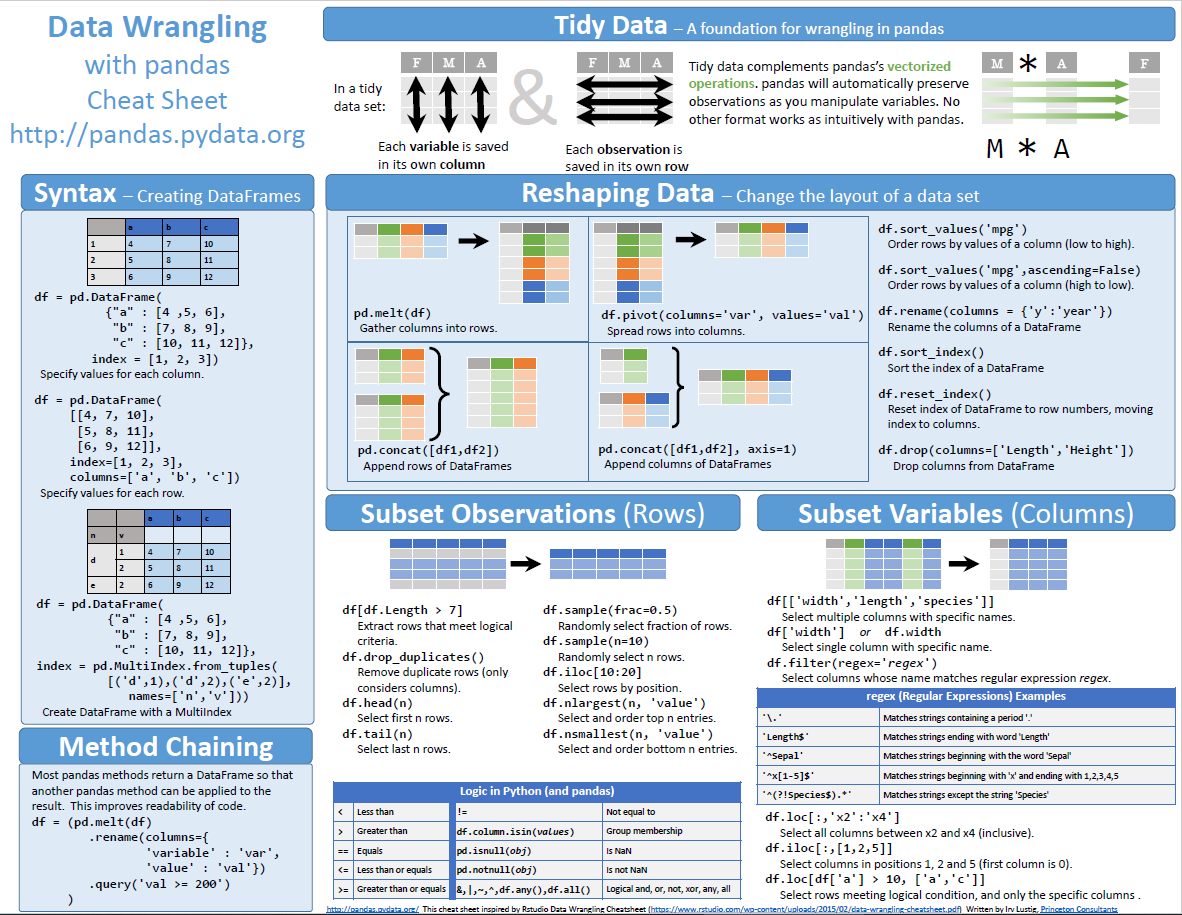 Data Wrangling
with pandas
Cheat Sheet
http://pandas.pydata.org
Tidy Data – A foundation for wrangling in pandas
In a tidy
data set:
F M A
Each variable is saved
in its own column
&
F M A
Each observation is
saved in its own row
Tidy data complements pandas's vectorized
operations. pandas will automatically preserve
observations as you manipulate variables. No
other format works as intuitively with pandas.
M * A F
M * A
Syntax – Creating DataFrames
a b c
1 4 7 10
2 5 8 11
3 6 9 12
df = pd.DataFrame(
{"a" : [4 ,5, 6],
"b" : [7, 8, 9],
"c" : [10, 11, 12]},
index = [1, 2, 3])
Specify values for each column.
df = pd.DataFrame(
[[4, 7, 10],
[5, 8, 11],
[6, 9, 12]],
index=[1, 2, 3],
columns=['a', 'b', 'c'])
Specify values for each row.
a b c
n v
d 1 4 7 10
2 5 8 11
e 2 6 9 12
df = pd.DataFrame(
{"a" : [4 ,5, 6],
"b" : [7, 8, 9],
"c" : [10, 11, 12]},
index = pd.MultiIndex.from_tuples(
[('d',1),('d',2),('e',2)],
names=['n','v']))
Create DataFrame with a MultiIndex
Method Chaining
Most pandas methods return a DataFrame so that
another pandas method can be applied to the
result. This improves readability of code.
df = (pd.melt(df)
.rename(columns={
'variable' : 'var',
'value' : 'val'})
.query('val >= 200')
)
Reshaping Data – Change the layout of a data set
pd.melt(df)
Gather columns into rows.
df.pivot(columns='var', values='val')
Spread rows into columns.
pd.concat([df1,df2])
Append rows of DataFrames
pd.concat([df1,df2], axis=1)
Append columns of DataFrames
df.sort_values('mpg')
Order rows by values of a column (low to high).
df.sort_values('mpg',ascending=False)
Order rows by values of a column (high to low).
df.rename(columns = {'y':'year'})
Rename the columns of a DataFrame
df.sort_index()
Sort the index of a DataFrame
df.reset_index()
Reset index of DataFrame to row numbers, moving
index to columns.
df.drop(columns=['Length','Height'])
Drop columns from DataFrame
Subset Observations (Rows)
df[df.Length > 7]
Extract rows that meet logical
criteria.
df.drop_duplicates()
Remove duplicate rows (only
considers columns).
df.head(n)
Select first n rows.
df.tail(n)
Select last n rows.
df.sample(frac=0.5)
Randomly select fraction of rows.
df.sample(n=10)
Randomly select n rows.
df.iloc[10:20]
Select rows by position.
df.nlargest(n, 'value')
Select and order top n entries.
df.nsmallest(n, 'value')
Select and order bottom n entries.
Logic in Python (and pandas)
< Less than != Not equal to
> Greater than df.column.isin(values) Group membership
== Equals pd.isnull(obj) Is NaN
<= Less than or equals pd.notnull(obj) Is not NaN
>= Greater than or equals &,|,~,^,df.any(),df.all() Logical and, or, not, xor, any, all
Subset Variables (Columns)
df[['width','length','species']]
Select multiple columns with specific names.
df['width'] or df.width
Select single column with specific name.
df.filter(regex='regex')
Select columns whose name matches regular expression regex.
regex (Regular Expressions) Examples
'\.' Matches strings containing a period '.'
'Length$' Matches strings ending with word 'Length'
'^Sepal' Matches strings beginning with the word 'Sepal'
'^x[1-5]$' Matches strings beginning with 'x' and ending with 1,2,3,4,5
'^(?!Species$).*' Matches strings except the string 'Species'
df.loc[:,'x2':'x4']
Select all columns between x2 and x4 (inclusive).
df.iloc[:,[1,2,5]]
Select columns in positions 1, 2 and 5 (first column is 0).
df.loc[df['a'] > 10, ['a','c']]
Select rows meeting logical condition, and only the specific columns .
http://pandas.pydata.org/ This cheat sheet inspired by Rstudio Data Wrangling Cheatsheet (https://www.rstudio.com/wp-content/uploads/2015/02/data-wrangling-cheatsheet.pdf) Written by Irv Lustig, Princeton Consultants